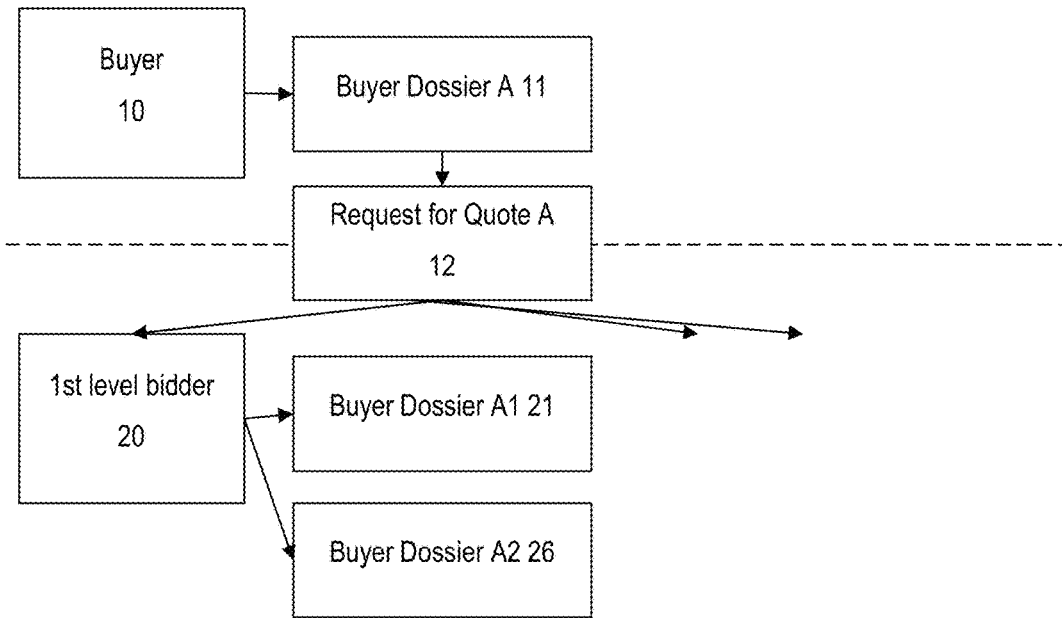 Buyer
10
Buyer Dossier A 11
Request for Quote A
12
1st level bidder
20
Buyer Dossier A1 21
Buyer Dossier A2 26